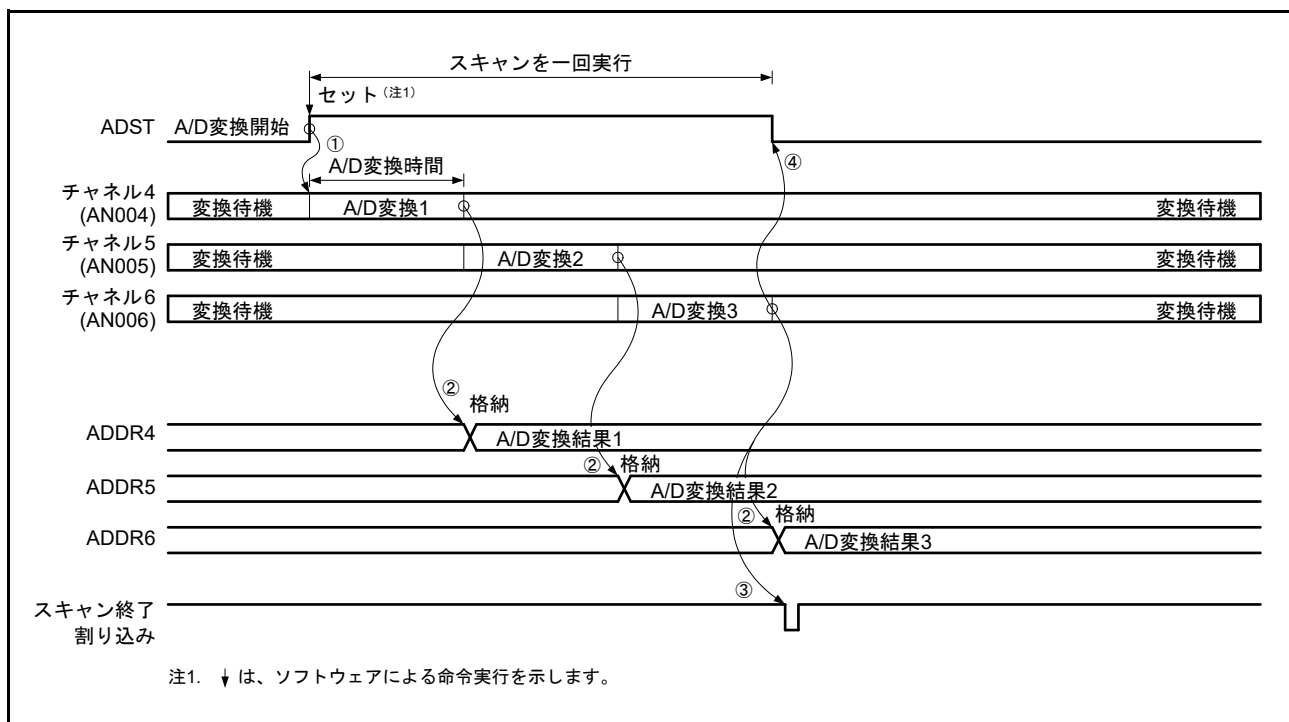 スキャンを一回実行
セット(注1)
ADST A/D変換開始
① ④
A/D変換時間
チャネル4
(AN004) 変換待機 A/D変換1 変換待機
チャネル5
(AN005) 変換待機 A/D変換2 変換待機
チャネル6
(AN006) 変換待機 A/D変換3 変換待機
② 格納
ADDR4 A/D変換結果1
② 格納
ADDR5 A/D変換結果2
② 格納
ADDR6 A/D変換結果3
③
スキャン終了
割り込み
注1. ↓ は、ソフトウェアによる命令実行を示します。